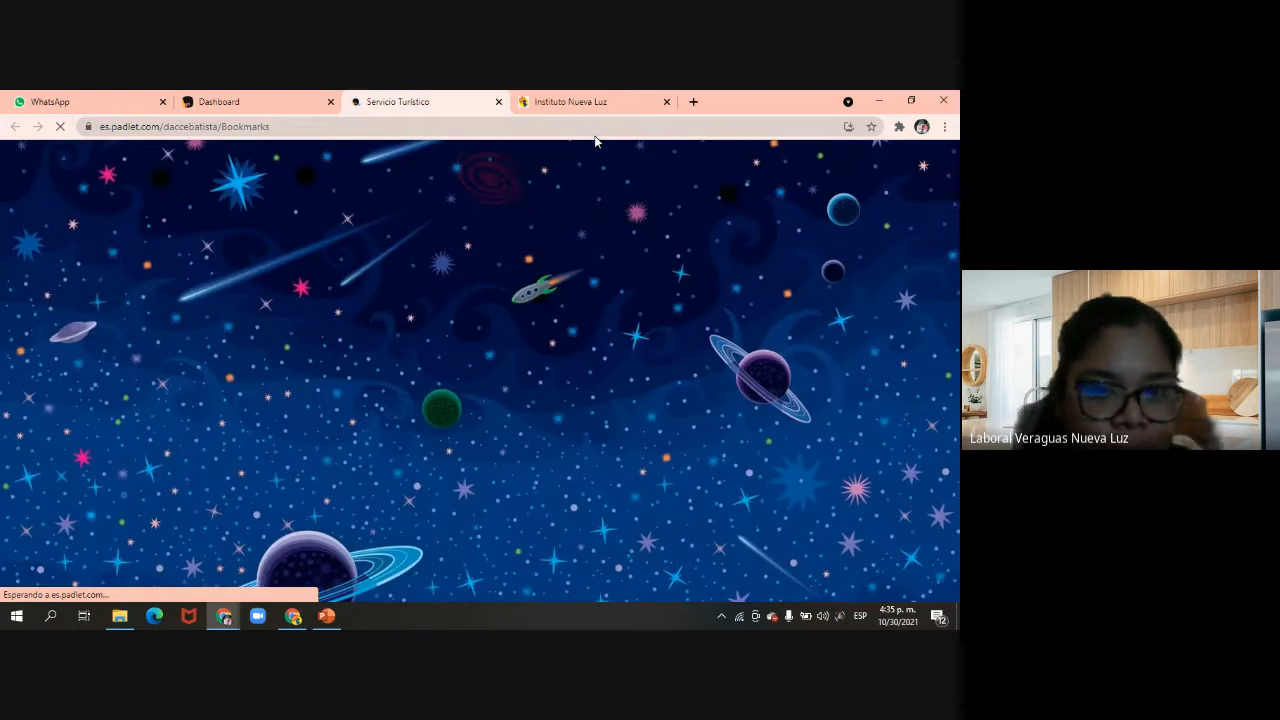 WhatsApp
Dashboard
Servicio Turístico
Instituto Nueva Luz
es.padlet.com/daccebatista/Bookmarks
Laboral Veraguas Nueva Luz
Esperando a es.padlet.com...
ESP
4:35 p. m.
10/30/2021
12